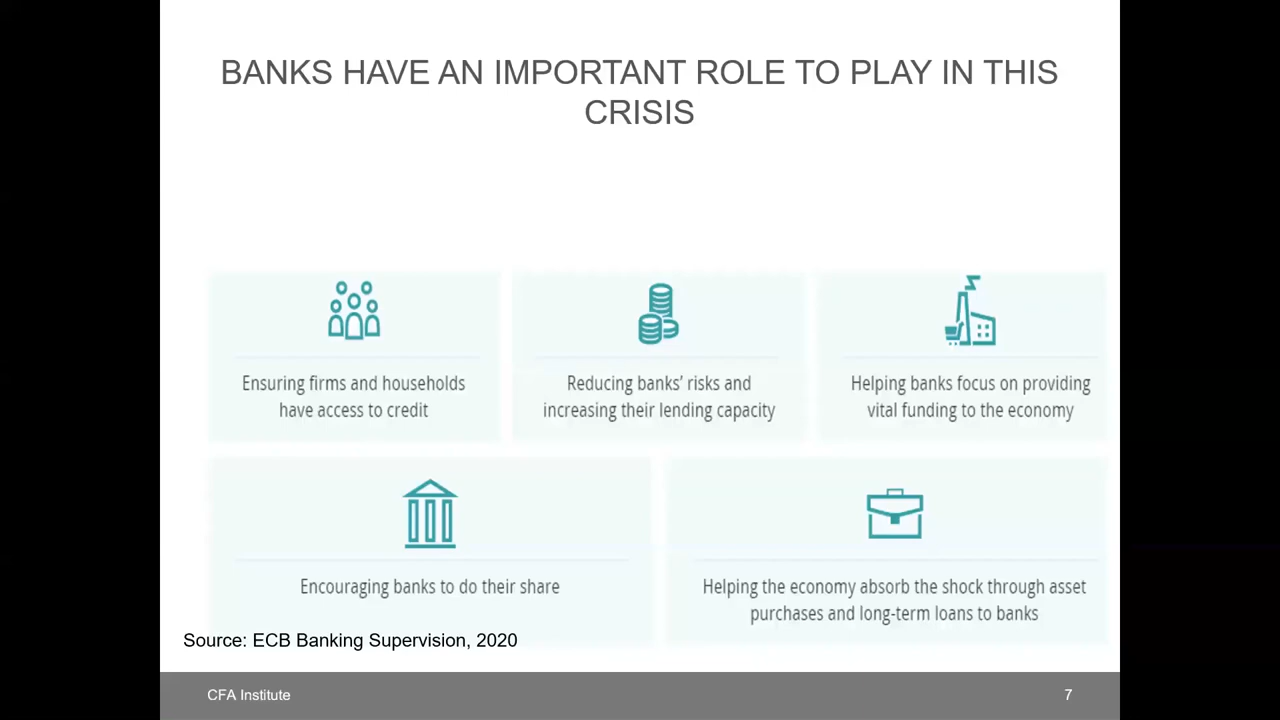 BANKS HAVE AN IMPORTANT ROLE TO PLAY IN THIS
CRISIS
Ensuring firms and households
have access to credit
Reducing banks’ risks and
increasing their lending capacity
Helping banks focus on providing
vital funding to the economy
Encouraging banks to do their share
Helping the economy absorb the shock through asset
purchases and long-term loans to banks
Source: ECB Banking Supervision, 2020
CFA Institute
7